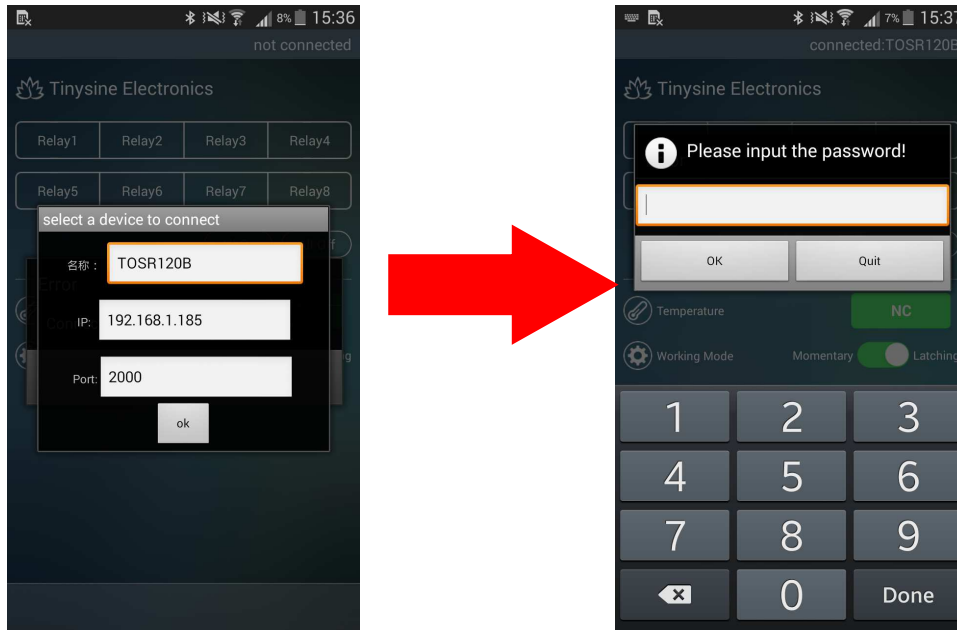 8% 15:36
not connected
Tinysine Electronics
Relay1 Relay2 Relay3 Relay4
Relay5 Relay6 Relay7 Relay8
select a device to connect
名称: TOSR120B
Error
IP: 192.168.1.185
Port: 2000
ok
7% 15:37
connected:TOSR120B
Tinysine Electronics
Please input the password!
OK Quit
Temperature NC
Working Mode Momentary Latching
1 2 3
4 5 6
7 8 9
0 Done